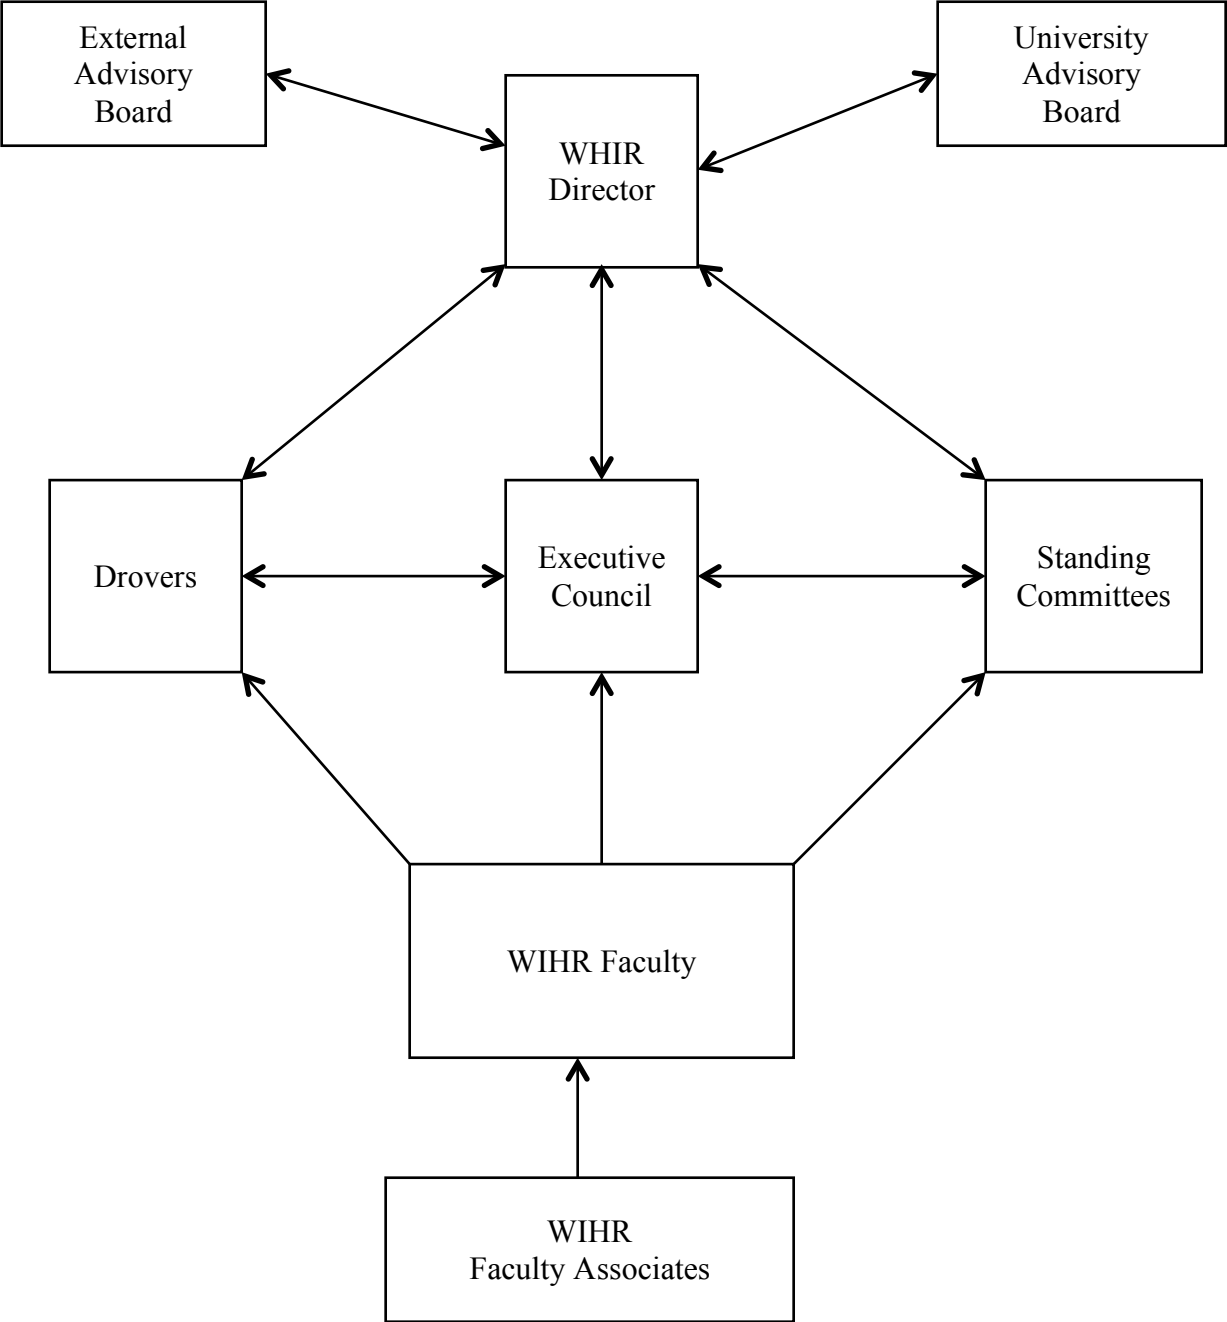 External
Advisory
Board
University
Advisory
Board
WHIR
Director
Drovers
Executive
Council
Standing
Committees
WIHR Faculty
WIHR
Faculty Associates